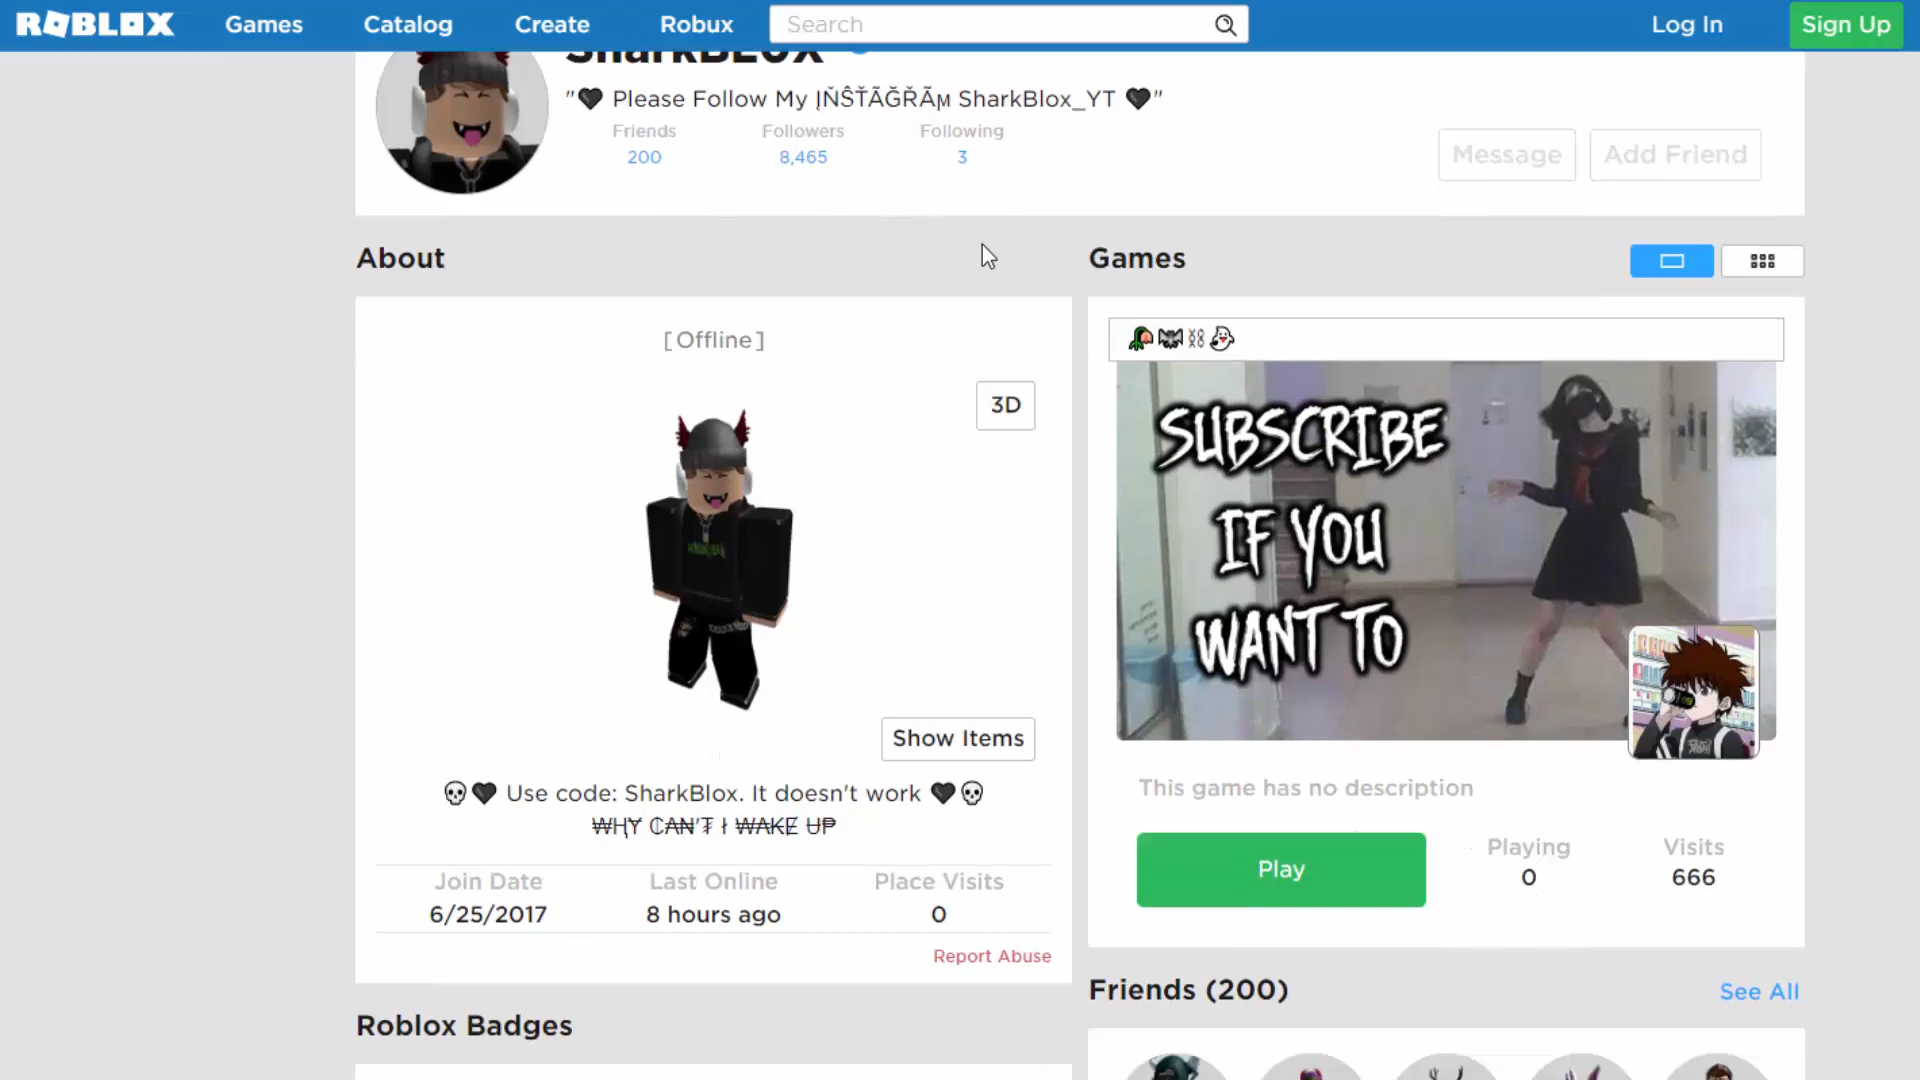 ROBLOX Games Catalog Create Robux Search Log In Sign Up
SharkBLOX
"🖤 Please Follow My ĮŇŜŤÃĞŘÃϻ SharkBlox_YT 🖤"
Friends Followers Following
200 8,465 3
Message Add Friend
About
Games
[ Offline ]
3D
SUBSCRIBE
IF YOU
WANT TO
Show Items
💀🖤 Use code: SharkBlox. It doesn't work 🖤💀
₩ⱧɎ ₵₳₦'₮ ł ₩₳₭Ɇ Ʉ₱
This game has no description
Play
Playing Visits
0 666
Join Date Last Online Place Visits
6/25/2017 8 hours ago 0
Report Abuse
Friends (200) See All
Roblox Badges